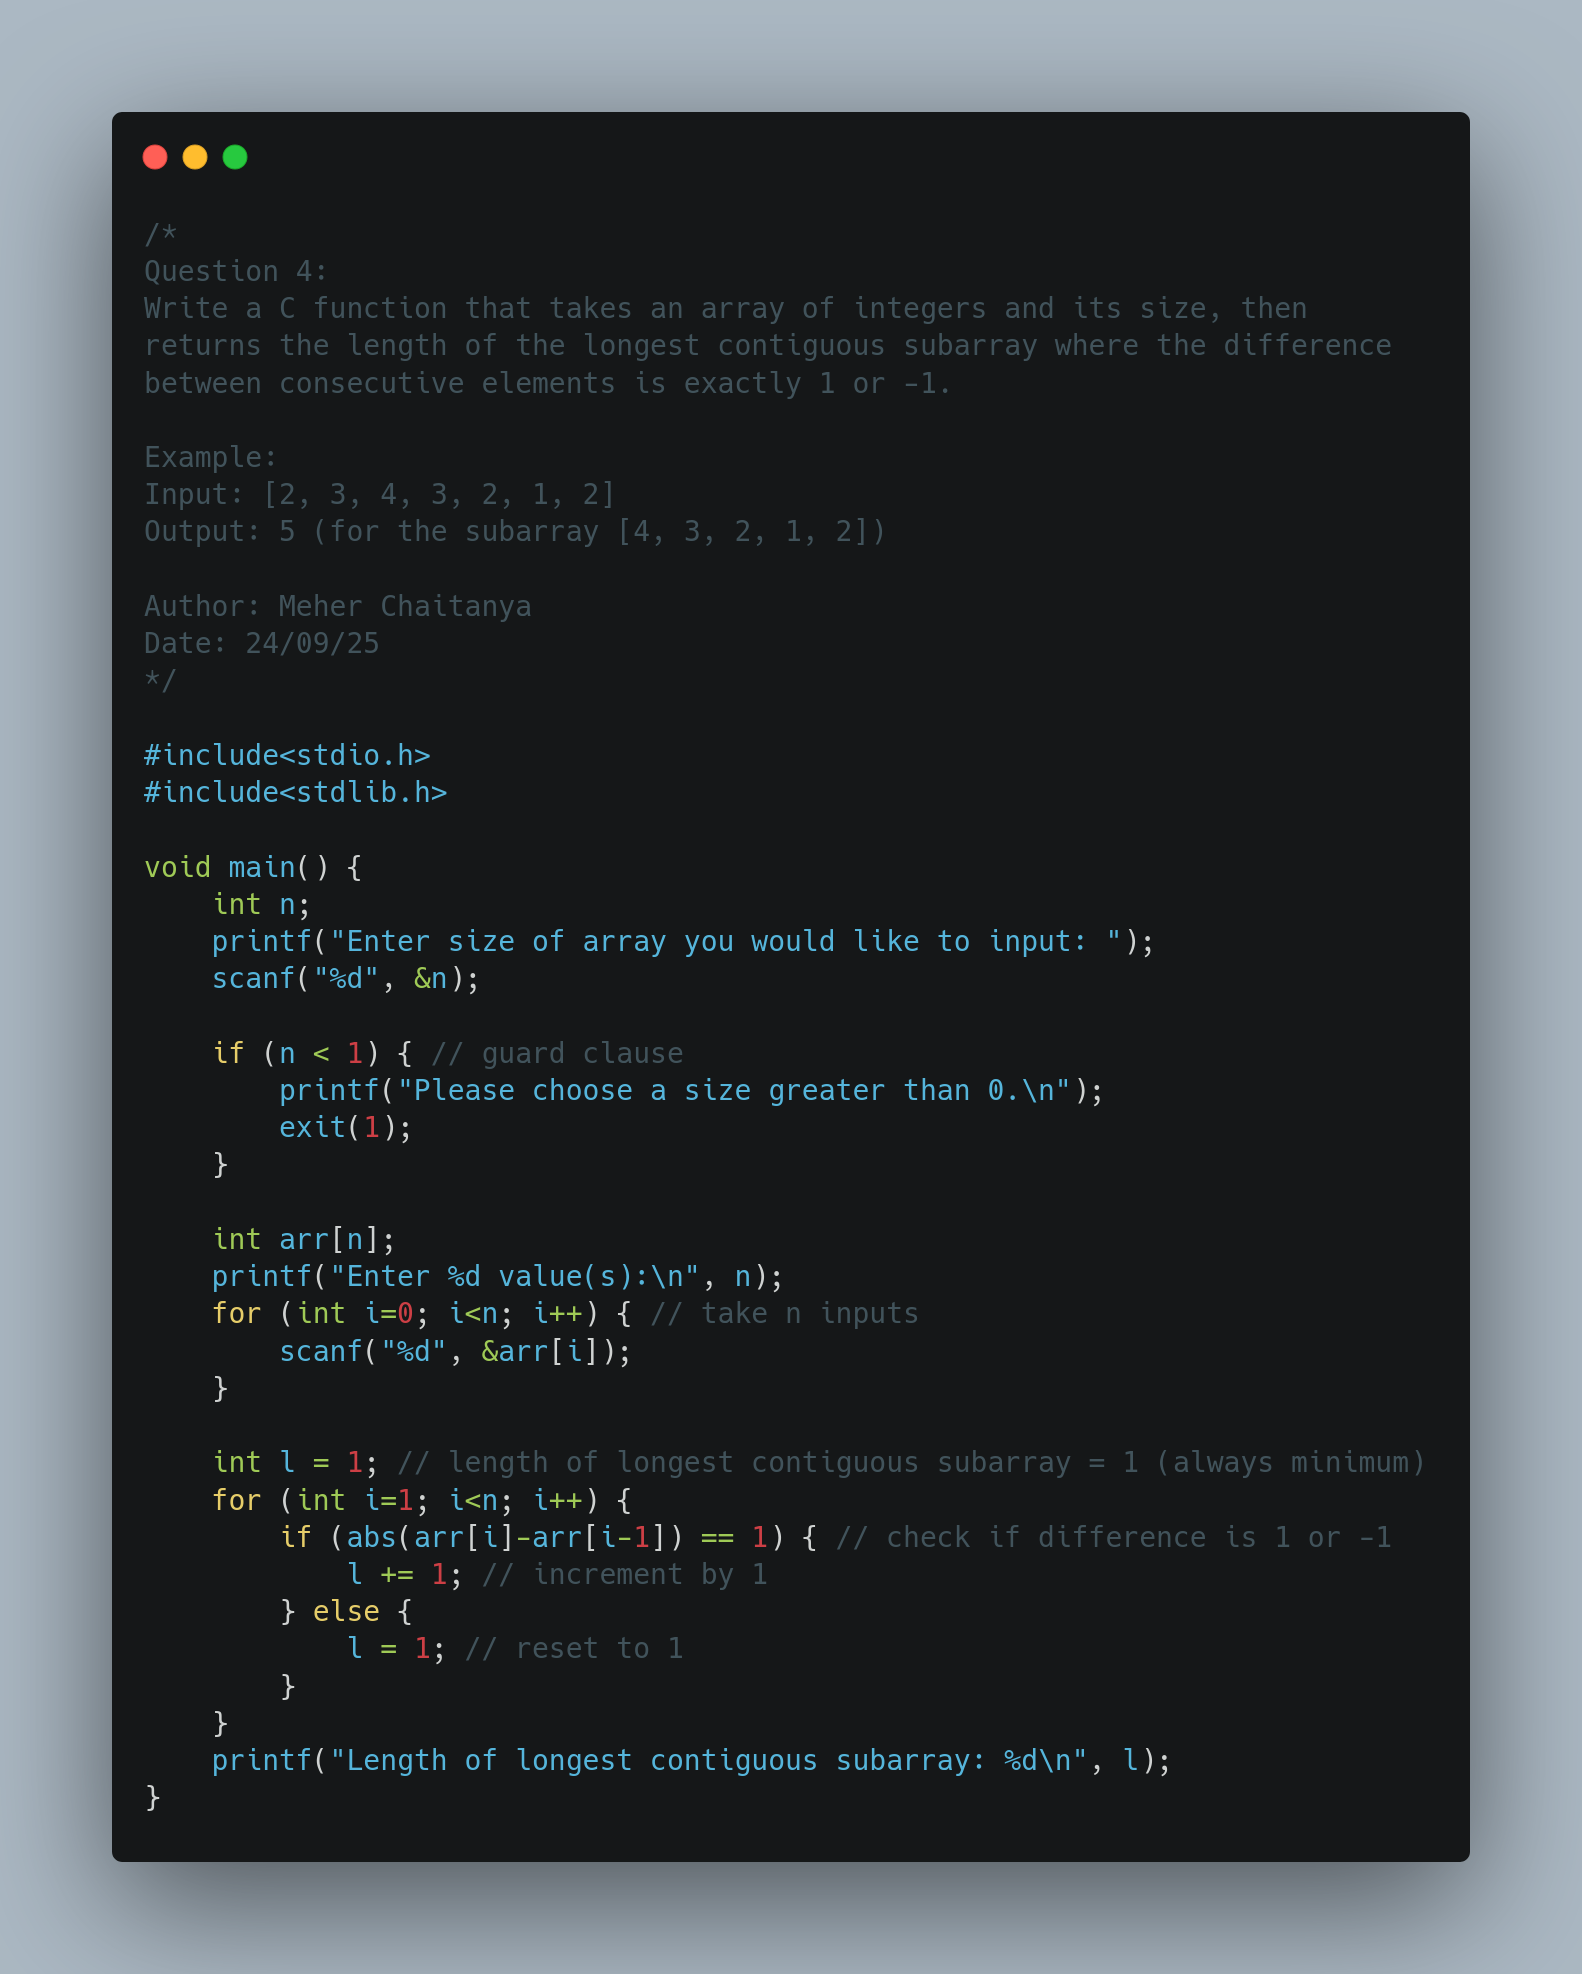 /*
Question 4:
Write a C function that takes an array of integers and its size, then
returns the length of the longest contiguous subarray where the difference
between consecutive elements is exactly 1 or -1.
Example:
Input: [2, 3, 4, 3, 2, 1, 2]
Output: 5 (for the subarray [4, 3, 2, 1, 2])
Author: Meher Chaitanya
Date: 24/09/25
*/
#include<stdio.h>
#include<stdlib.h>
void main() {
    int n;
    printf("Enter size of array you would like to input: ");
    scanf("%d", &n);
    if (n < 1) { // guard clause
        printf("Please choose a size greater than 0.\n");
        exit(1);
    }
    int arr[n];
    printf("Enter %d value(s):\n", n);
    for (int i=0; i<n; i++) { // take n inputs
        scanf("%d", &arr[i]);
    }
    int l = 1; // length of longest contiguous subarray = 1 (always minimum)
    for (int i=1; i<n; i++) {
        if (abs(arr[i]-arr[i-1]) == 1) { // check if difference is 1 or -1
            l += 1; // increment by 1
        } else {
            l = 1; // reset to 1
        }
    }
    printf("Length of longest contiguous subarray: %d\n", l);
}